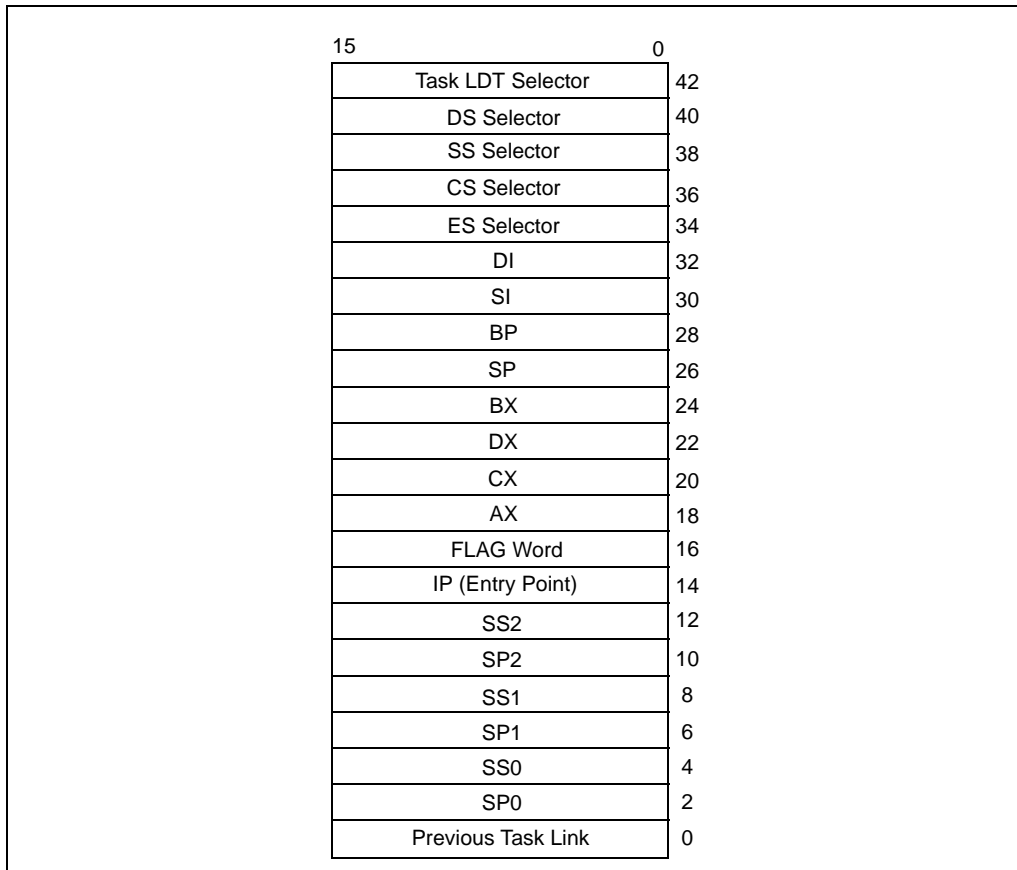 15 0
Task LDT Selector 42
DS Selector 40
SS Selector 38
CS Selector 36
ES Selector 34
DI 32
SI 30
BP 28
SP 26
BX 24
DX 22
CX 20
AX 18
FLAG Word 16
IP (Entry Point) 14
SS2 12
SP2 10
SS1 8
SP1 6
SS0 4
SP0 2
Previous Task Link 0